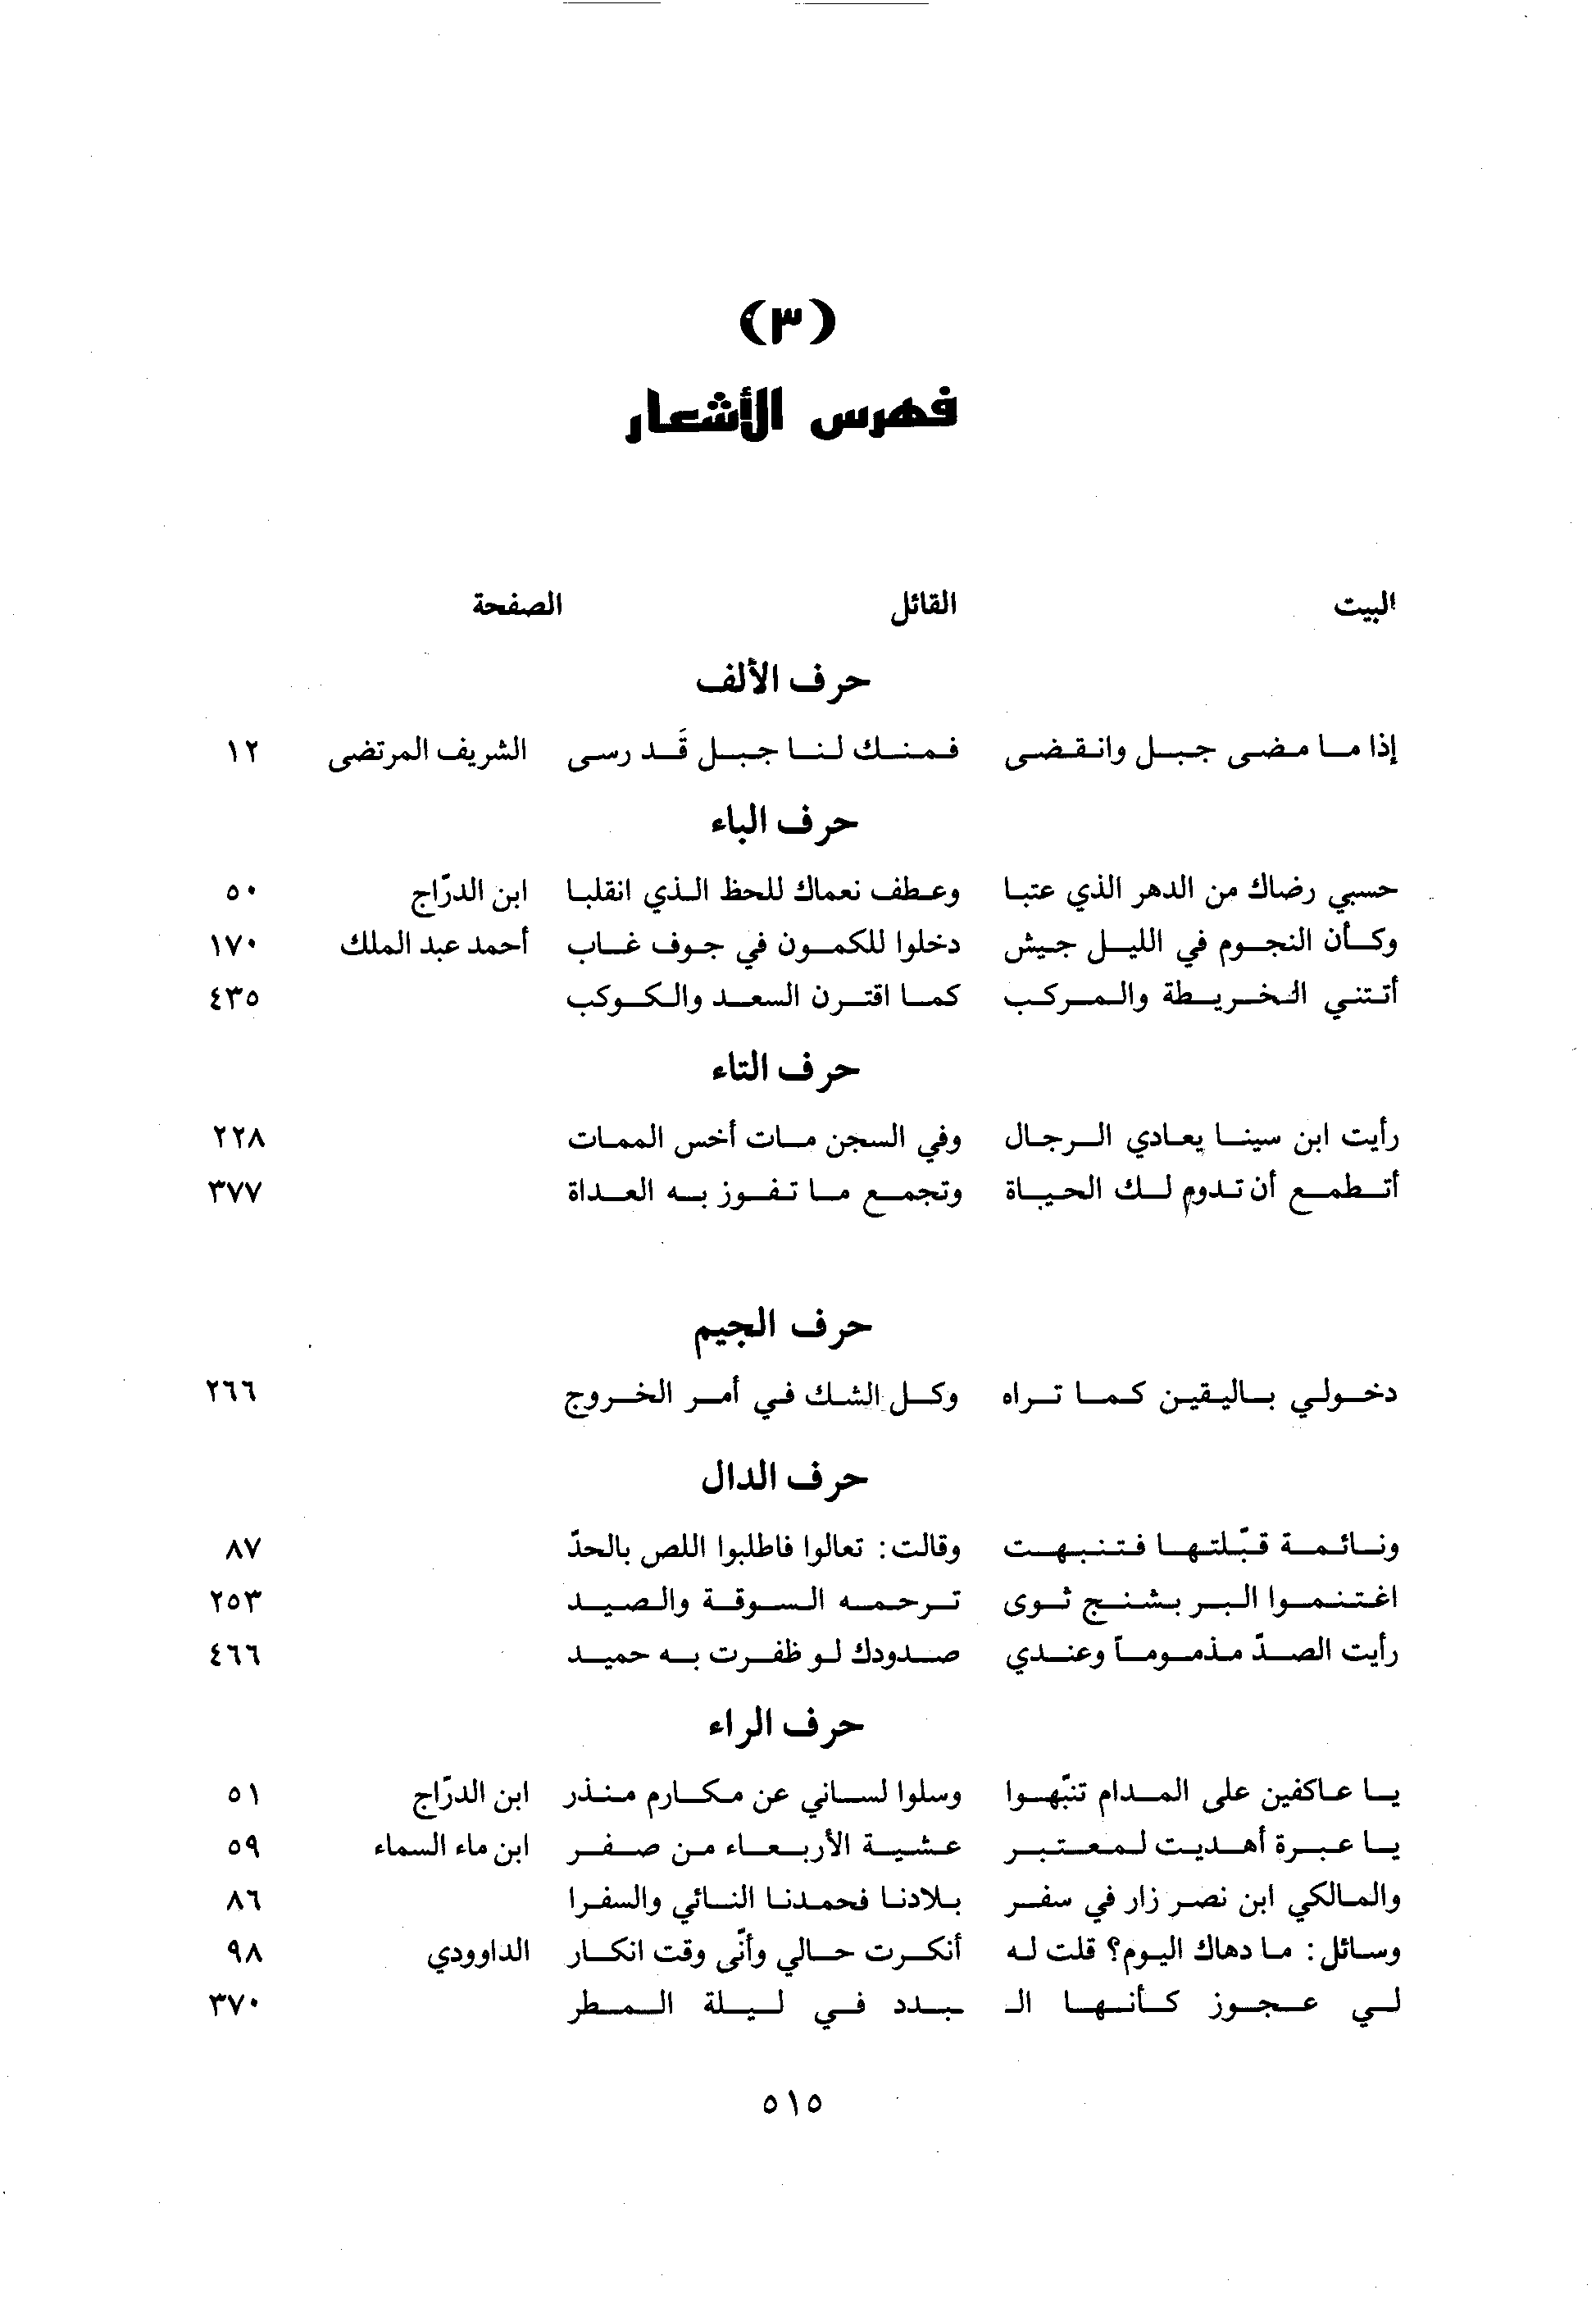 (٣)
فهرس الأشعار
البيت القائل الصفحة
حرف الألف
إذا ما مضى جبل وانقضى فمنك لنا جبل قَد رسى الشريف المرتضى ١٢
حرف الباء
حسبي رضاك من الدهر الذي عتبا وعطف نعماك للحظ الذي انقلبا ابن الدرّاج ٥٠
وكأن النجوم في الليل جيش دخلوا للكمون في جوف غاب أحمد عبد الملك ١٧٠
أتتني الخريطة والمركب كما اقترن السعد والكوكب ٤٣٥
حرف التاء
رأيت ابن سينا يعادي الرجال وفي السجن مات أخس الممات ٢٢٨
أتطمع أن تدوم لك الحياة وتجمع ما تفوز به العداة ٣٧٧
حرف الجيم
دخولي باليقين كما تراه وكل الشك في أمر الخروج ٢٦٦
حرف الدال
ونائمة قبّلتها فتنبهت وقالت: تعالوا فاطلبوا اللص بالحدّ ٨٧
اغتنموا البر بشنج ثوى ترحمه السوقة والصيد ٢٥٣
رأيت الصدّ مذموماً وعندي صدودك لو ظفرت به حميد ٤٦٦
حرف الراء
يا عاكفين على المدام تنبّهوا وسلوا لساني عن مكارم منذر ابن الدرّاج ٥١
يا عبرة أهديت لمعتبر عشية الأربعاء من صفر ابن ماء السماء ٥٩
والمالكي ابن نصر زار في سفر بلادنا فحمدنا النائي والسفرا ٨٦
وسائل: ما دهاك اليوم؟ قلت له أنكرت حالي وأنّى وقت انكار الداوودي ٩٨
لي عجوز كأنها الـ ـبدد في ليلة المطر ٣٧٠
٥١٥